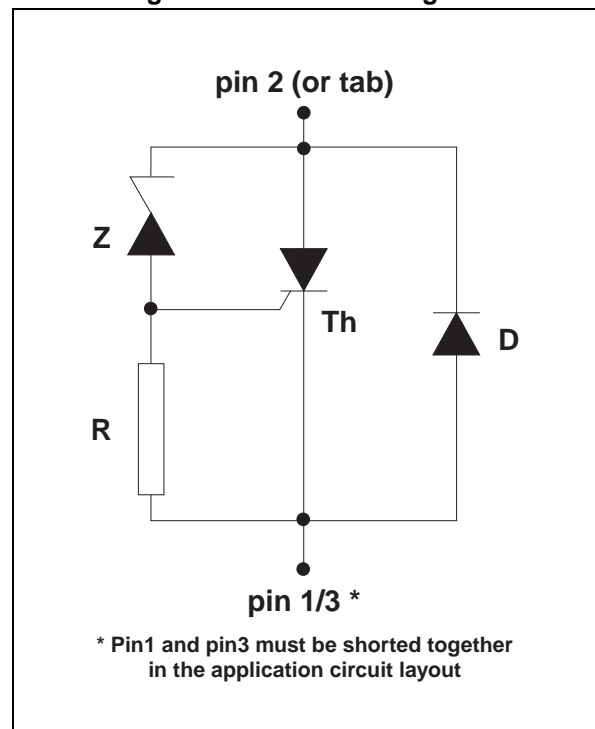 pin 2 (or tab)
Z
Th
D
R
pin 1/3 *
* Pin1 and pin3 must be shorted together
in the application circuit layout